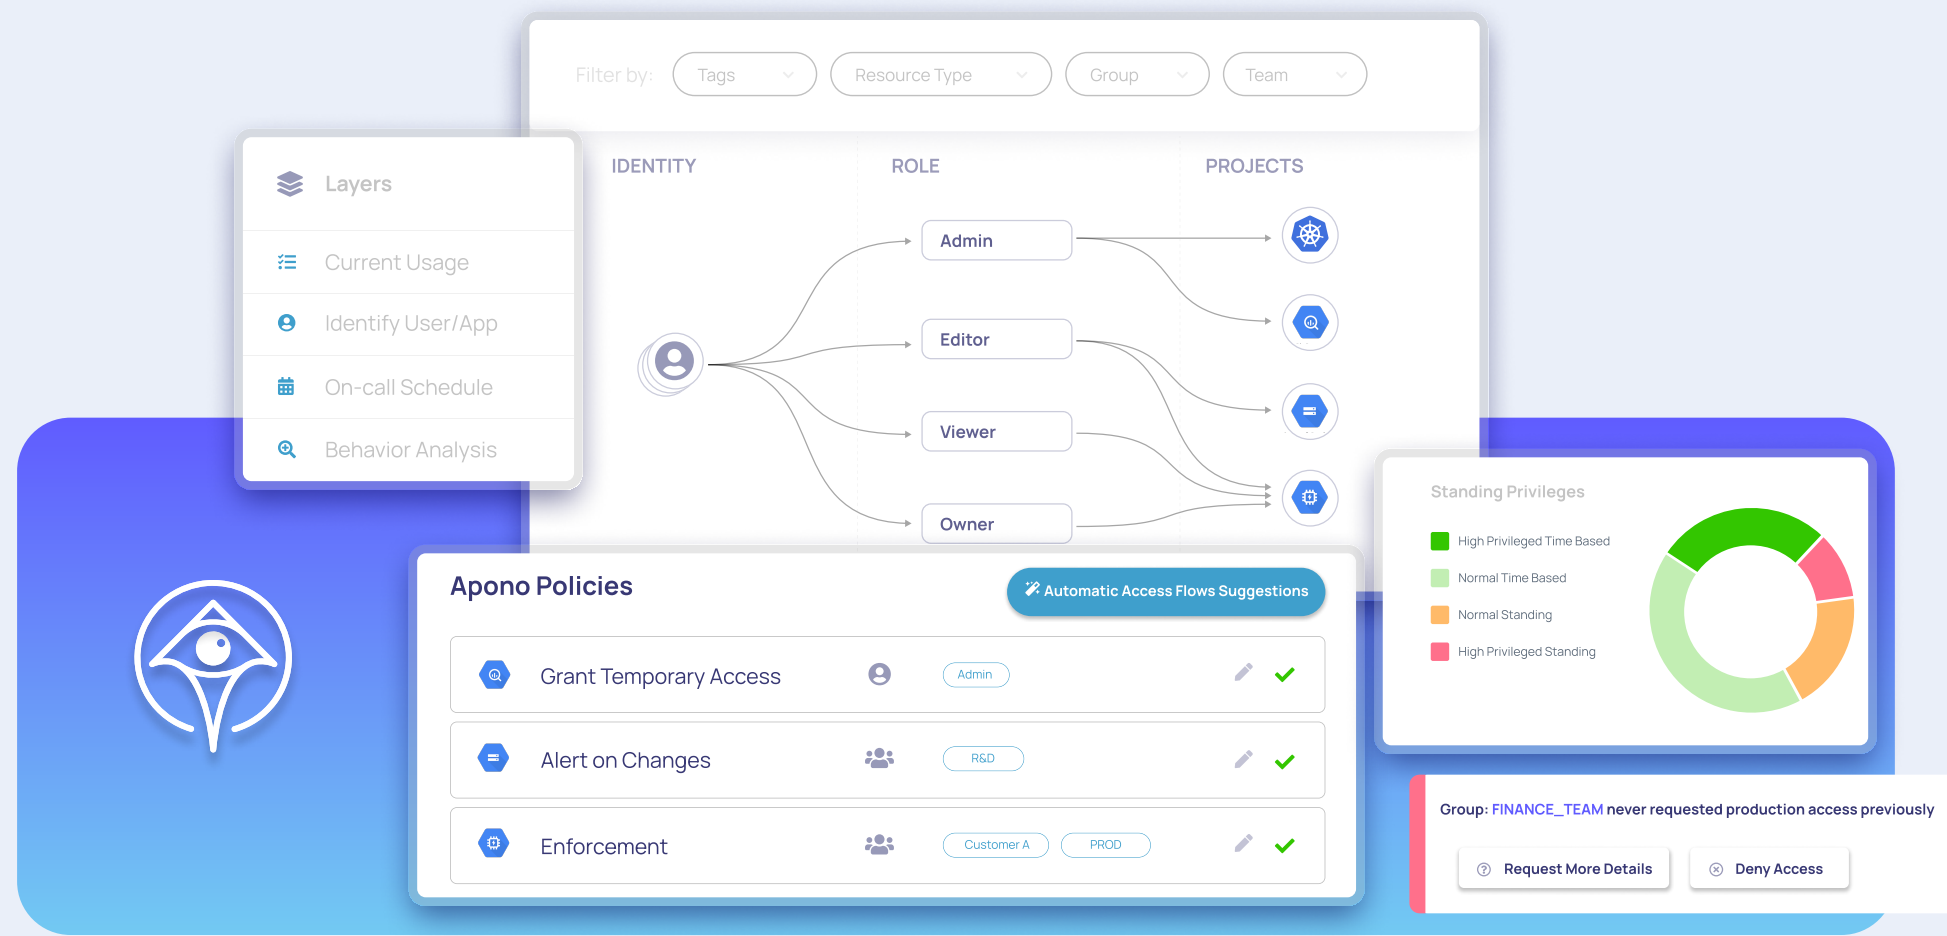 Filter by:
Tags
Resource Type
Group
Team
Layers
Current Usage
Identify User/App
On-call Schedule
Behavior Analysis
IDENTITY
ROLE
PROJECTS
Admin
Editor
Viewer
Owner
Standing Privileges
High Privileged Time Based
Normal Time Based
Normal Standing
High Privileged Standing
Apono Policies
Automatic Access Flows Suggestions
Grant Temporary Access
Admin
Alert on Changes
R&D
Enforcement
Customer A
PROD
Group: FINANCE_TEAM never requested production access previously
Request More Details
Deny Access